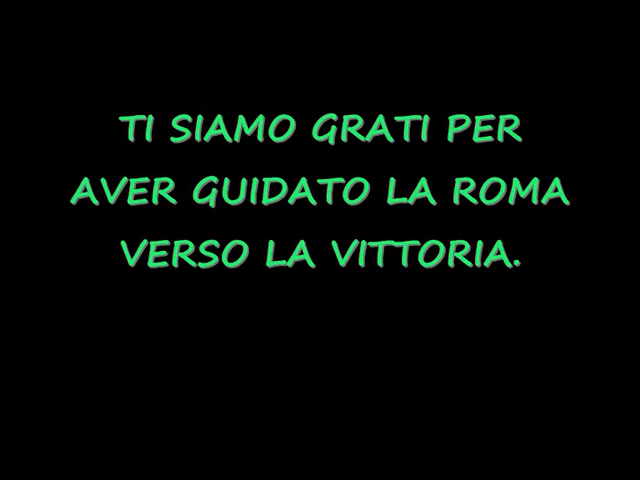 TI SIAMO GRATI PER
AVER GUIDATO LA ROMA
VERSO LA VITTORIA.